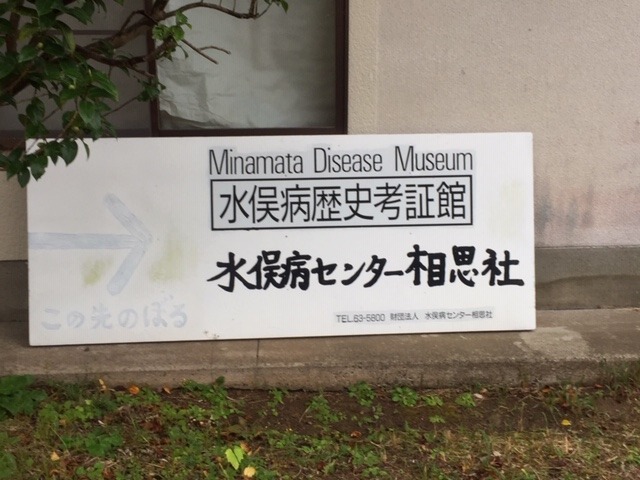 Minamata Disease Museum
水俣病歴史考証館
水俣病センター相思社
この先のぼる
TEL.63-5800 財団法人 水俣病センター相思社